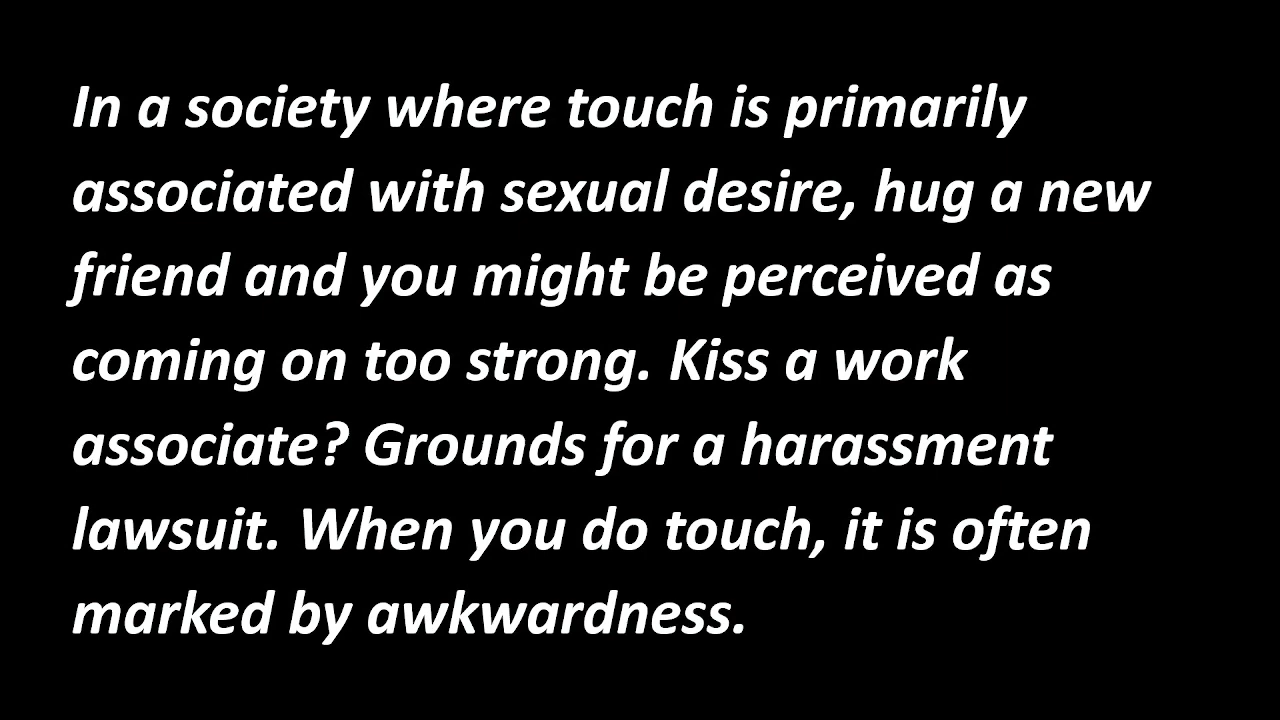 In a society where touch is primarily
associated with sexual desire, hug a new
friend and you might be perceived as
coming on too strong. Kiss a work
associate? Grounds for a harassment
lawsuit. When you do touch, it is often
marked by awkwardness.